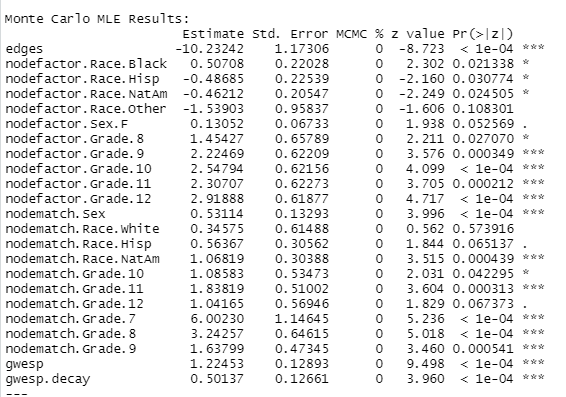 Monte Carlo MLE Results:
Estimate Std. Error MCMC % z value Pr(>|z|)
edges -10.23242 1.17306 0 -8.723 < 1e-04 ***
nodefactor.Race.Black 0.50708 0.22028 0 2.302 0.021338 *
nodefactor.Race.Hisp -0.48685 0.22539 0 -2.160 0.030774 *
nodefactor.Race.NatAm -0.46212 0.20547 0 -2.249 0.024505 *
nodefactor.Race.Other -1.53903 0.95837 0 -1.606 0.108301
nodefactor.Sex.F 0.13052 0.06733 0 1.938 0.052569 .
nodefactor.Grade.8 1.45427 0.65789 0 2.211 0.027070 *
nodefactor.Grade.9 2.22469 0.62209 0 3.576 0.000349 ***
nodefactor.Grade.10 2.54794 0.62156 0 4.099 < 1e-04 ***
nodefactor.Grade.11 2.30707 0.62273 0 3.705 0.000212 ***
nodefactor.Grade.12 2.91888 0.61877 0 4.717 < 1e-04 ***
nodematch.Sex 0.53114 0.13293 0 3.996 < 1e-04 ***
nodematch.Race.White 0.34575 0.61488 0 0.562 0.573916
nodematch.Race.Hisp 0.56367 0.30562 0 1.844 0.065137 .
nodematch.Race.NatAm 1.06819 0.30388 0 3.515 0.000439 ***
nodematch.Grade.10 1.08583 0.53473 0 2.031 0.042295 *
nodematch.Grade.11 1.83819 0.51002 0 3.604 0.000313 ***
nodematch.Grade.12 1.04165 0.56946 0 1.829 0.067373 .
nodematch.Grade.7 6.00230 1.14645 0 5.236 < 1e-04 ***
nodematch.Grade.8 3.24257 0.64615 0 5.018 < 1e-04 ***
nodematch.Grade.9 1.63799 0.47345 0 3.460 0.000541 ***
gwesp 1.22453 0.12893 0 9.498 < 1e-04 ***
gwesp.decay 0.50137 0.12661 0 3.960 < 1e-04 ***
---